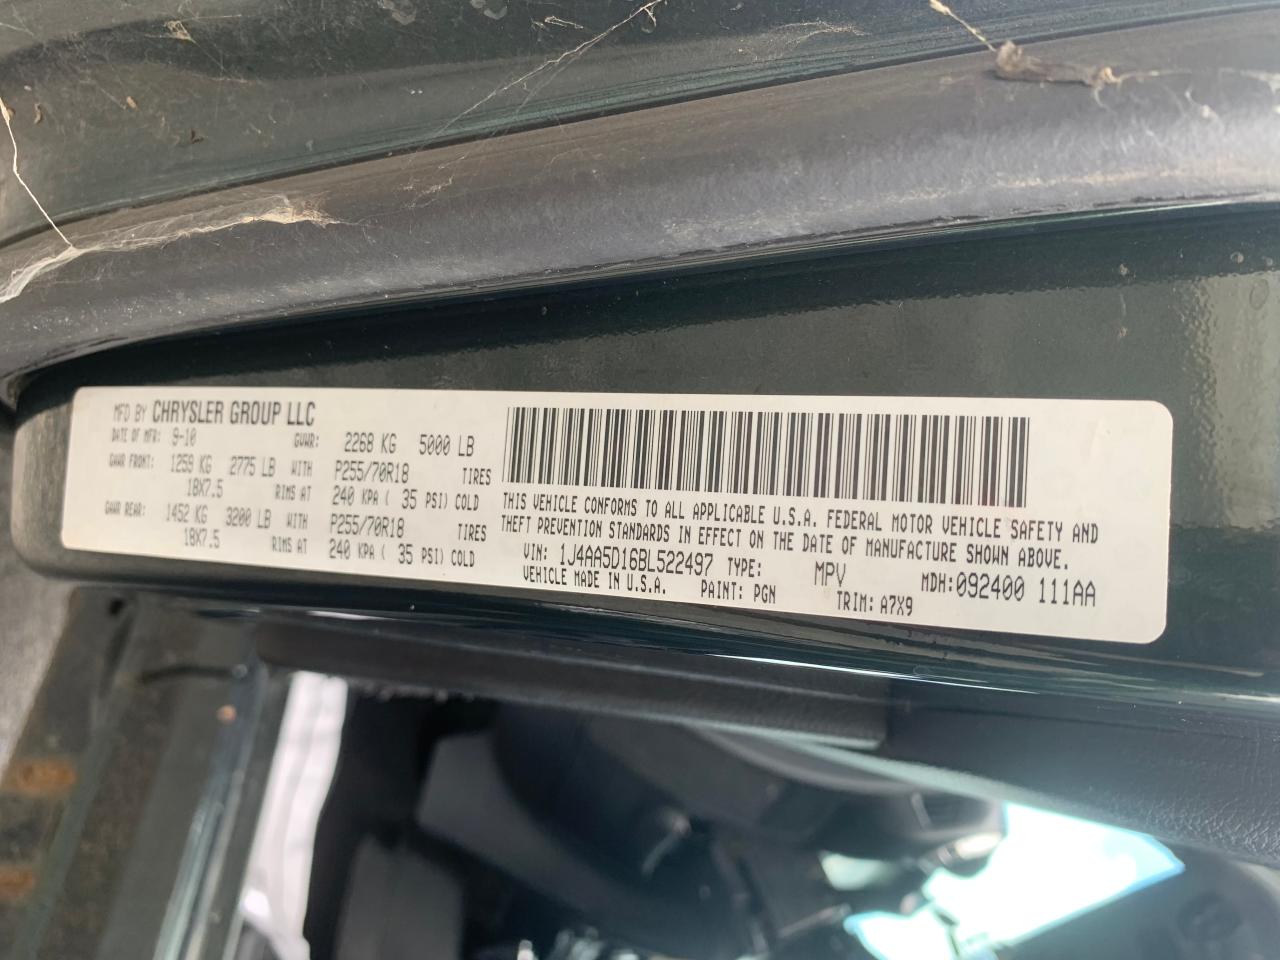 MFD BY CHRYSLER GROUP LLC
DATE OF MFR: 9-10 GVWR: 2268 KG 5000 LB
GAWR FRONT: 1259 KG 2775 LB WITH P255/70R18 TIRES
18X7.5 RIMS AT 240 KPA ( 35 PSI) COLD
GAWR REAR: 1452 KG 3200 LB WITH P255/70R18 TIRES
18X7.5 RIMS AT 240 KPA ( 35 PSI) COLD
THIS VEHICLE CONFORMS TO ALL APPLICABLE U.S.A. FEDERAL MOTOR VEHICLE SAFETY AND
THEFT PREVENTION STANDARDS IN EFFECT ON THE DATE OF MANUFACTURE SHOWN ABOVE.
VIN: 1J4AA5D16BL522497 TYPE: MPV MDH:092400 111AA
VEHICLE MADE IN U.S.A. PAINT: PGN TRIM: A7X9